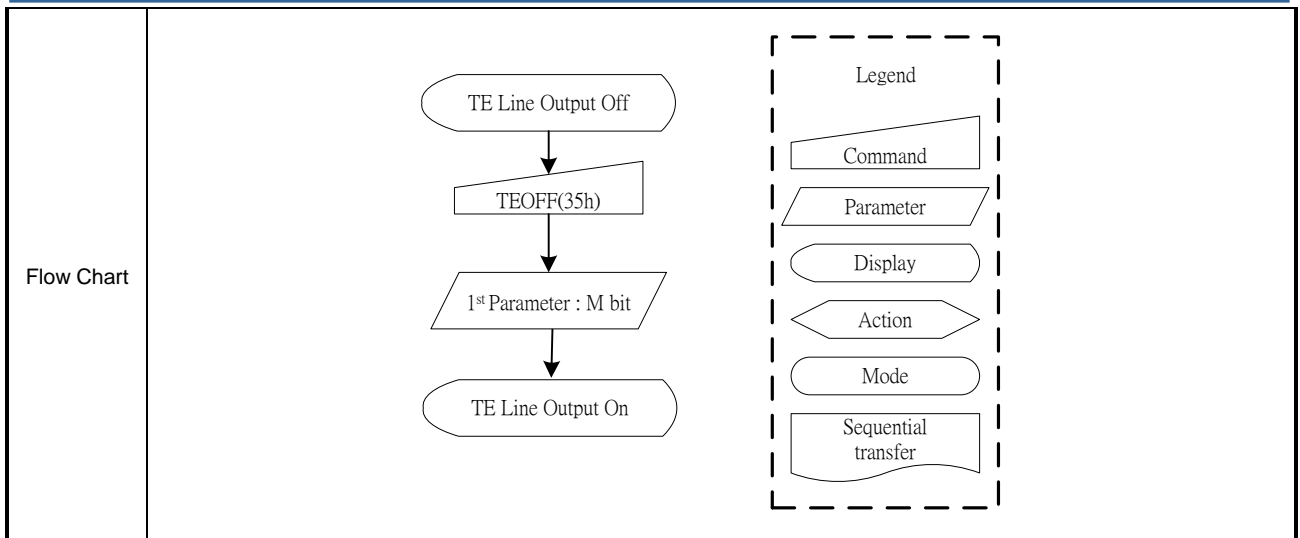 Flow Chart
TE Line Output Off
TEOFF(35h)
1st Parameter : M bit
TE Line Output On
Legend
Command
Parameter
Display
Action
Mode
Sequential
transfer